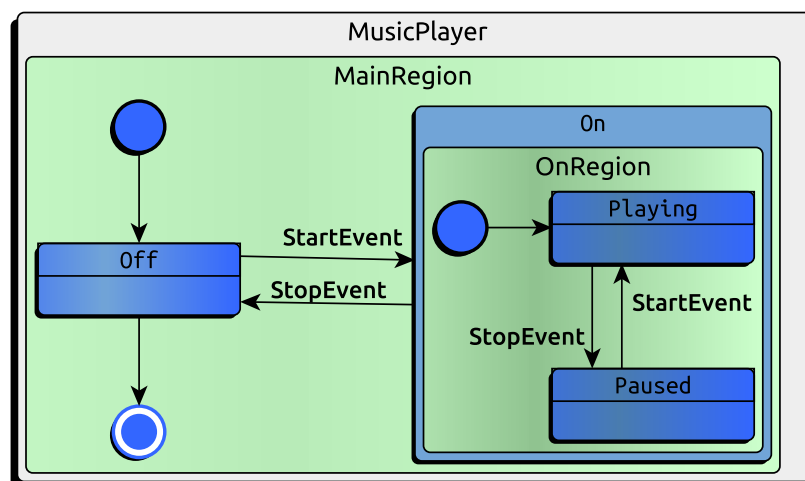 MusicPlayer
MainRegion
On
OnRegion
Playing
StartEvent
Off
StopEvent
StartEvent
StopEvent
Paused